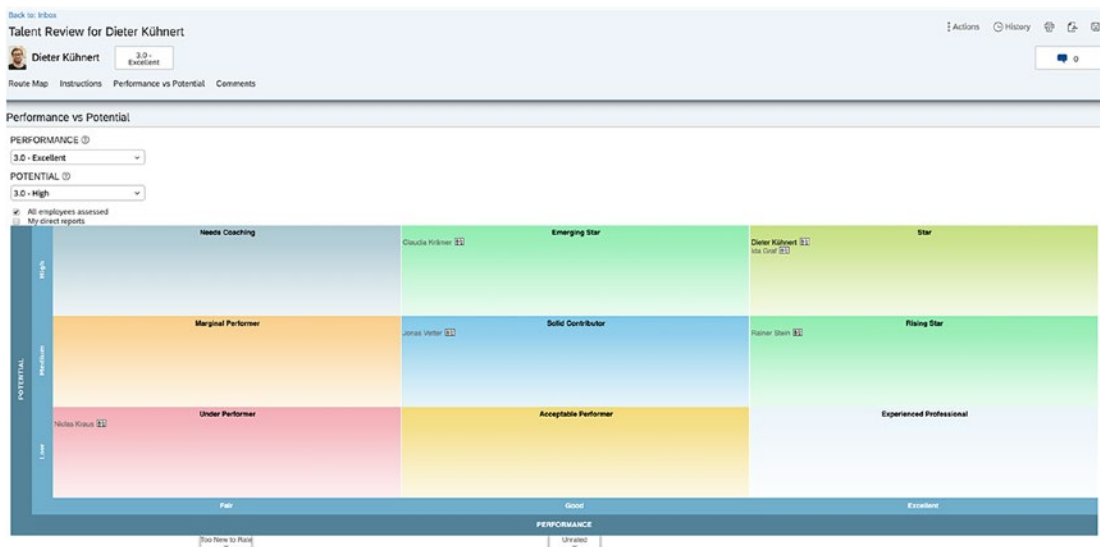 Back to: Inbox
Talent Review for Dieter Kühnert
Actions History
Dieter Kühnert 3.0 - Excellent
0
Route Map Instructions Performance vs Potential Comments
Performance vs Potential
PERFORMANCE
3.0 - Excellent
POTENTIAL
3.0 - High
All employees assessed
My direct reports
Needs Coaching Emerging Star Star
Claudia Dieter Kühnert
Ida Graf
High
Marginal Performer Solid Contributor Rising Star
Jonas Vetter Rainer Stein
Medium
POTENTIAL
Under Performer Acceptable Performer Experienced Professional
Niclas Kraus
Low
Fair Good Excellent
PERFORMANCE
Too New to Rate Unrated